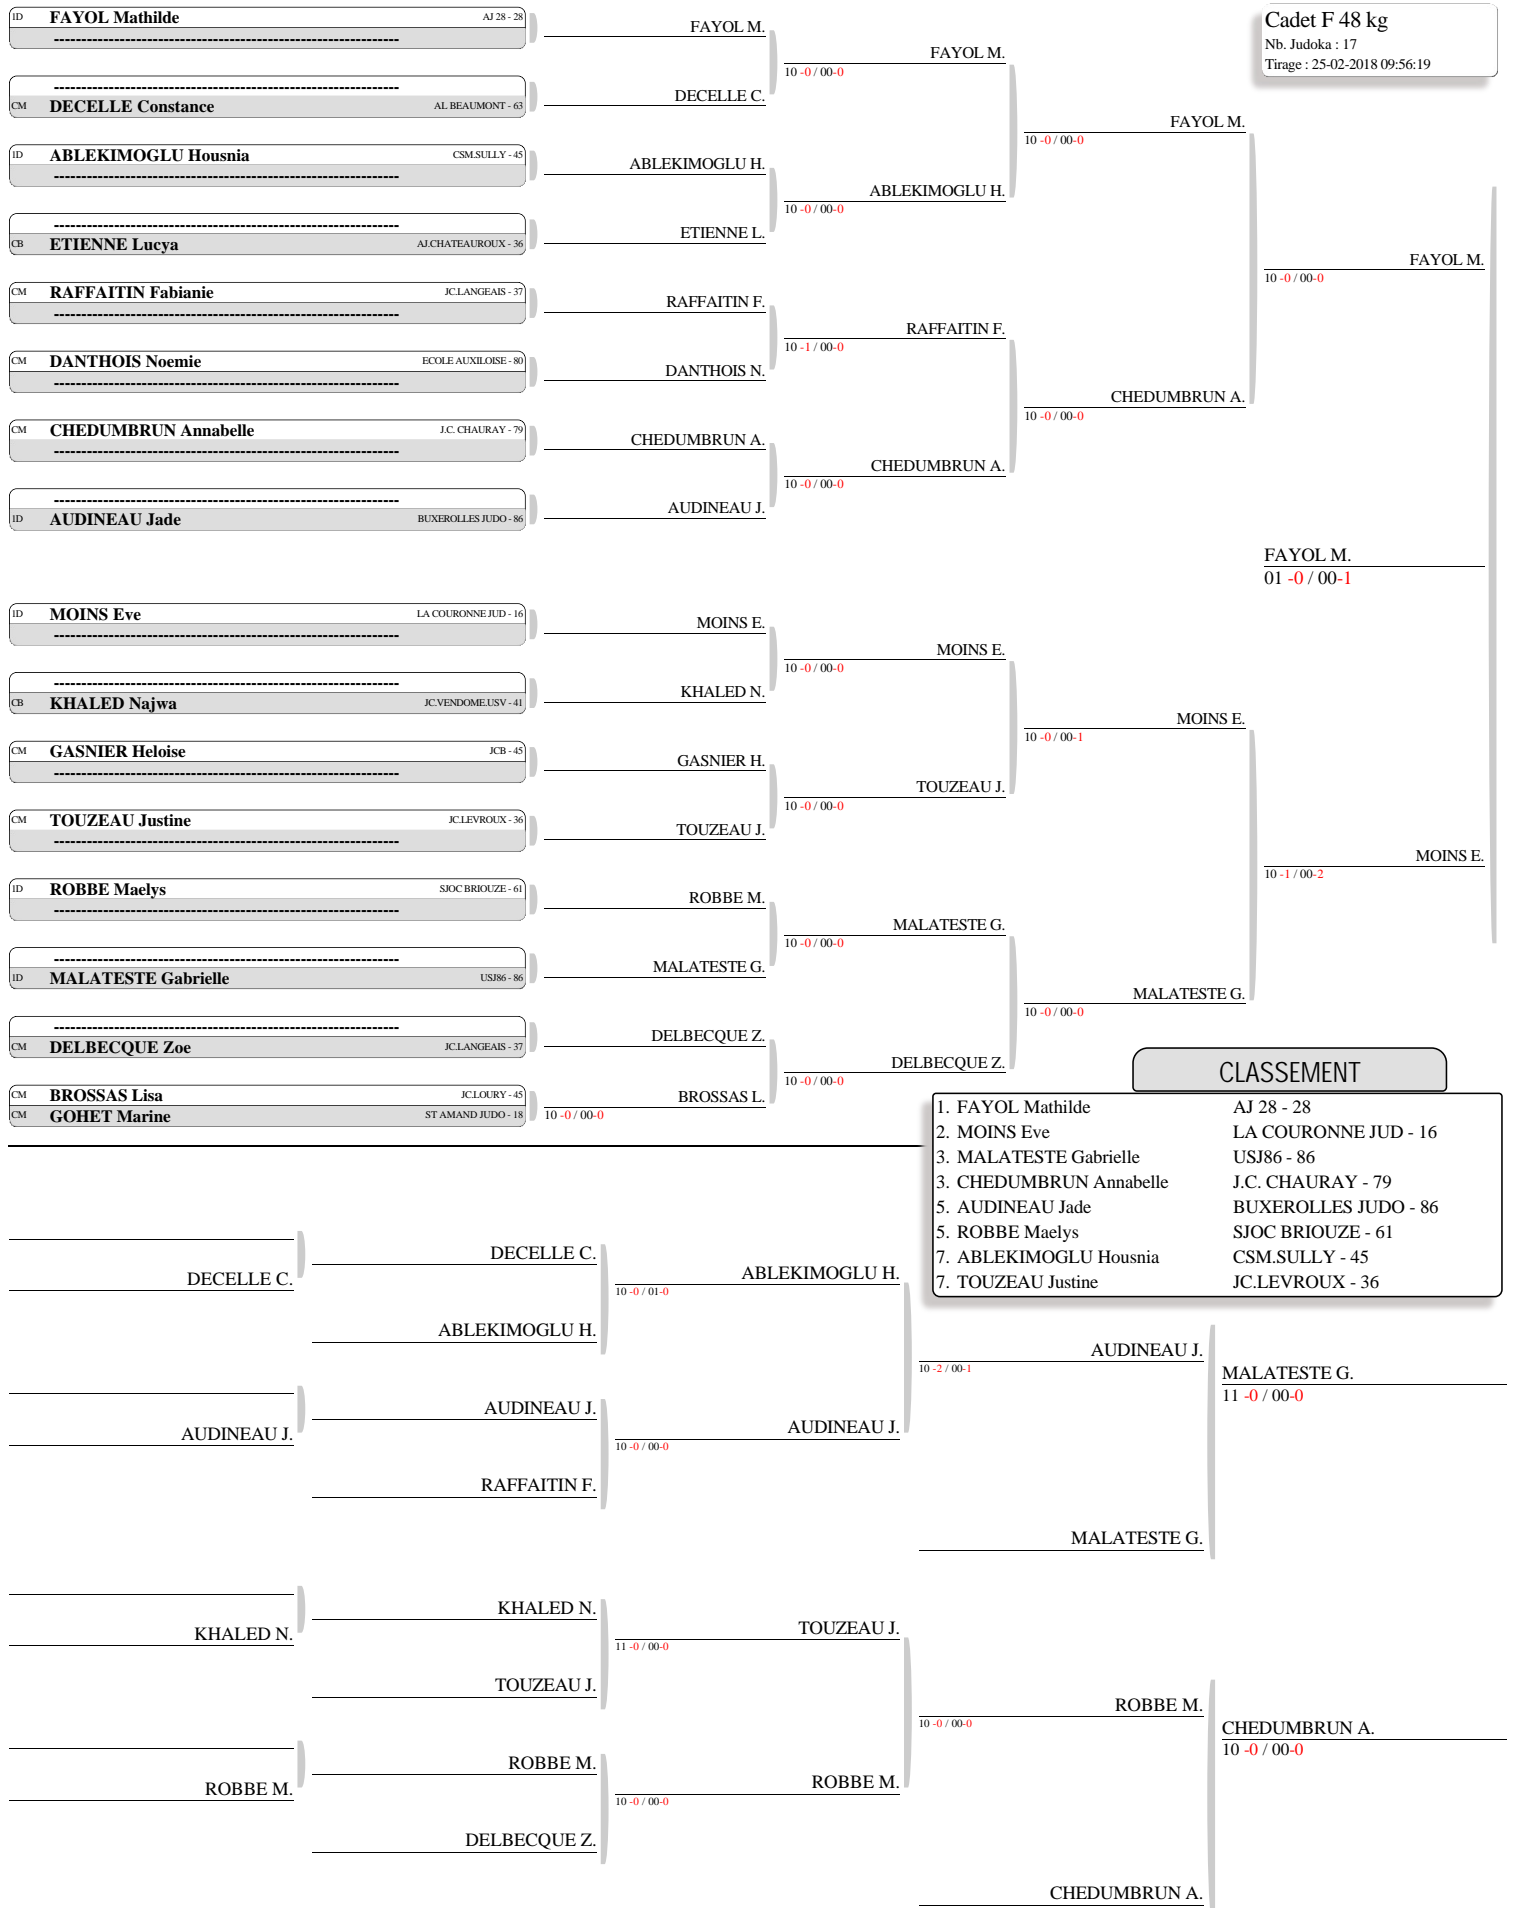 Cadet F 48 kg
Nb. Judoka : 17
Tirage : 25-02-2018 09:56:19
1D FAYOL Mathilde AJ 28 - 28
----------------------------------------------------------------
----------------------------------------------------------------
CM DECELLE Constance AL BEAUMONT - 63
1D ABLEKIMOGLU Housnia CSM.SULLY - 45
----------------------------------------------------------------
----------------------------------------------------------------
CB ETIENNE Lucya AJ.CHATEAUROUX - 36
CM RAFFAITIN Fabianie JC.LANGEAIS - 37
----------------------------------------------------------------
CM DANTHOIS Noemie ECOLE AUXILOISE - 80
----------------------------------------------------------------
CM CHEDUMBRUN Annabelle J.C. CHAURAY - 79
----------------------------------------------------------------
----------------------------------------------------------------
1D AUDINEAU Jade BUXEROLLES JUDO - 86
1D MOINS Eve LA COURONNE JUD - 16
----------------------------------------------------------------
----------------------------------------------------------------
CB KHALED Najwa JC.VENDOME.USV - 41
CM GASNIER Heloise JCB - 45
----------------------------------------------------------------
CM TOUZEAU Justine JC.LEVROUX - 36
----------------------------------------------------------------
1D ROBBE Maelys SJOC BRIOUZE - 61
----------------------------------------------------------------
----------------------------------------------------------------
1D MALATESTE Gabrielle USJ86 - 86
----------------------------------------------------------------
CM DELBECQUE Zoe JC.LANGEAIS - 37
CM BROSSAS Lisa JC.LOURY - 45
CM GOHET Marine ST AMAND JUDO - 18
FAYOL M.
DECELLE C.
ABLEKIMOGLU H.
ETIENNE L.
RAFFAITIN F.
DANTHOIS N.
CHEDUMBRUN A.
AUDINEAU J.
MOINS E.
KHALED N.
GASNIER H.
TOUZEAU J.
ROBBE M.
MALATESTE G.
DELBECQUE Z.
BROSSAS L.
10 -0 / 00-0
FAYOL M.
10 -0 / 00-0
ABLEKIMOGLU H.
10 -0 / 00-0
RAFFAITIN F.
10 -1 / 00-0
CHEDUMBRUN A.
10 -0 / 00-0
MOINS E.
10 -0 / 00-0
TOUZEAU J.
10 -0 / 00-0
MALATESTE G.
10 -0 / 00-0
DELBECQUE Z.
10 -0 / 00-0
FAYOL M.
10 -0 / 00-0
CHEDUMBRUN A.
10 -0 / 00-0
MOINS E.
10 -0 / 00-1
MALATESTE G.
10 -0 / 00-0
FAYOL M.
10 -0 / 00-0
MOINS E.
10 -1 / 00-2
FAYOL M.
01 -0 / 00-1
CLASSEMENT
1. FAYOL Mathilde AJ 28 - 28
2. MOINS Eve LA COURONNE JUD - 16
3. MALATESTE Gabrielle USJ86 - 86
3. CHEDUMBRUN Annabelle J.C. CHAURAY - 79
5. AUDINEAU Jade BUXEROLLES JUDO - 86
5. ROBBE Maelys SJOC BRIOUZE - 61
7. ABLEKIMOGLU Housnia CSM.SULLY - 45
7. TOUZEAU Justine JC.LEVROUX - 36
DECELLE C.
AUDINEAU J.
KHALED N.
ROBBE M.
DECELLE C.
ABLEKIMOGLU H.
AUDINEAU J.
RAFFAITIN F.
KHALED N.
TOUZEAU J.
ROBBE M.
DELBECQUE Z.
ABLEKIMOGLU H.
10 -0 / 01-0
AUDINEAU J.
10 -0 / 00-0
TOUZEAU J.
11 -0 / 00-0
ROBBE M.
10 -0 / 00-0
AUDINEAU J.
10 -2 / 00-1
MALATESTE G.
ROBBE M.
10 -0 / 00-0
CHEDUMBRUN A.
MALATESTE G.
11 -0 / 00-0
CHEDUMBRUN A.
10 -0 / 00-0